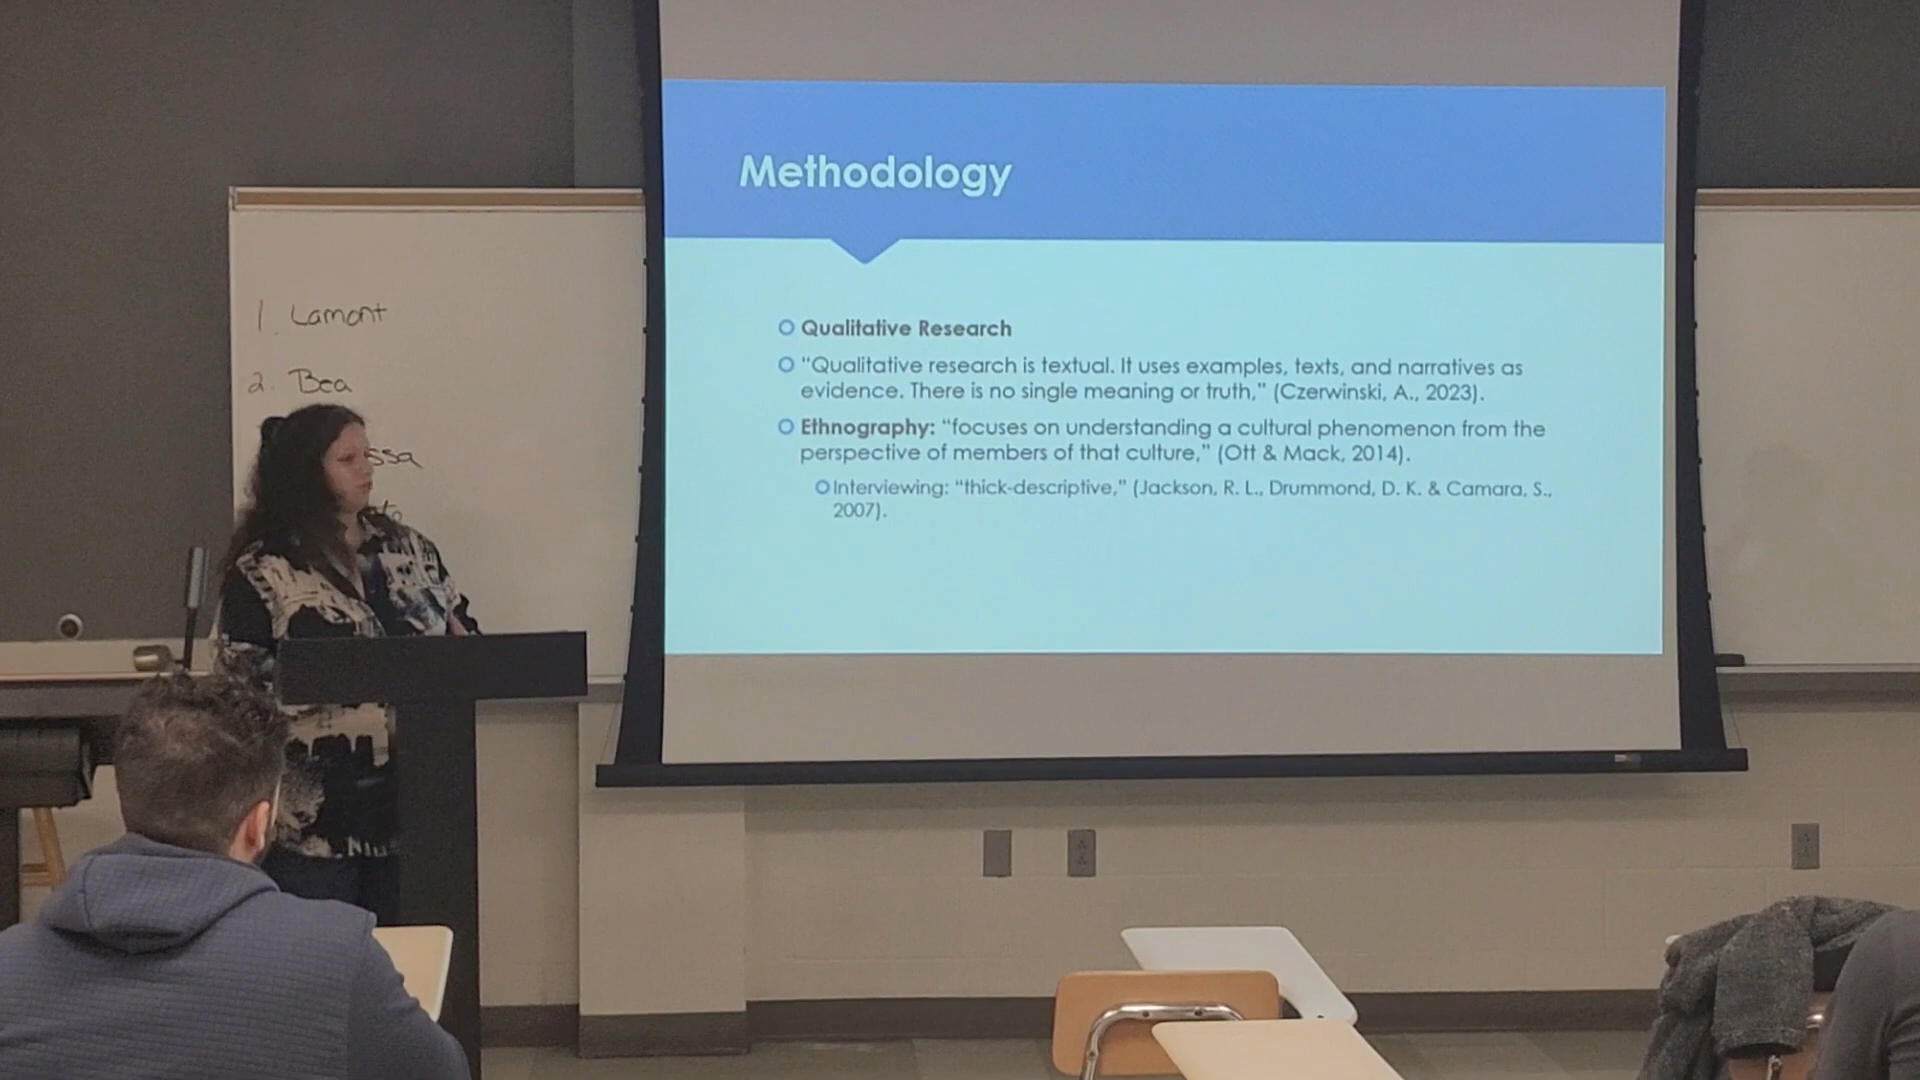 Methodology
Qualitative Research
“Qualitative research is textual. It uses examples, texts, and narratives as
evidence. There is no single meaning or truth,” (Czerwinski, A., 2023).
Ethnography: “focuses on understanding a cultural phenomenon from the
perspective of members of that culture,” (Ott & Mack, 2014).
Interviewing: “thick-descriptive,” (Jackson, R. L., Drummond, D. K. & Camara, S.,
2007).
1. Lamont
2. Bea
ssa